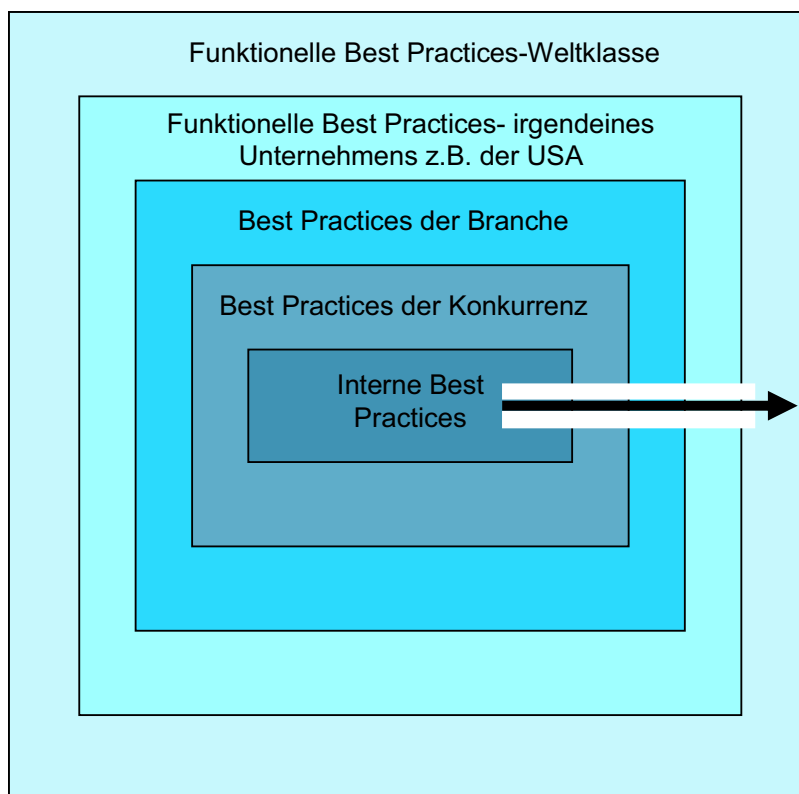 Funktionelle Best Practices-Weltklasse
Funktionelle Best Practices- irgendeines
Unternehmens z.B. der USA
Best Practices der Branche
Best Practices der Konkurrenz
Interne Best
Practices